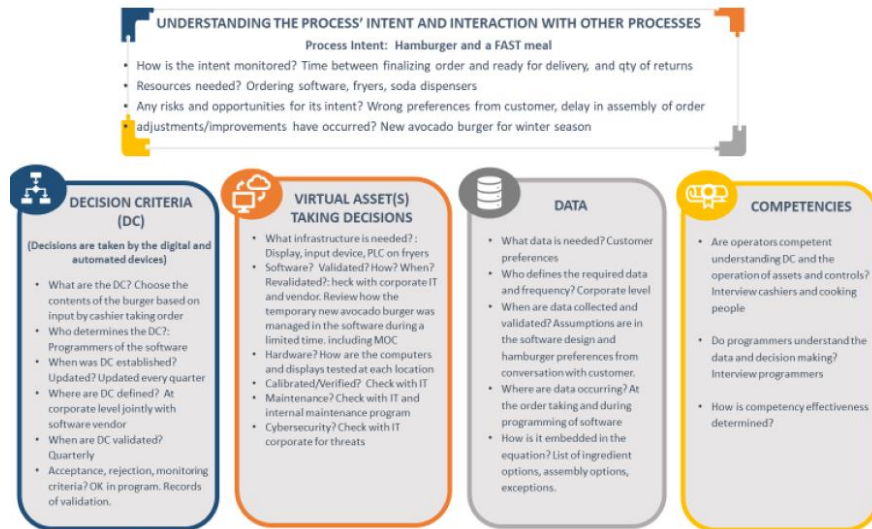 UNDERSTANDING THE PROCESS' INTENT AND INTERACTION WITH OTHER PROCESSES
Process Intent: Hamburger and a FAST meal
• How is the intent monitored? Time between finalizing order and ready for delivery, and qty of returns
• Resources needed? Ordering software, fryers, soda dispensers
• Any risks and opportunities for its intent? Wrong preferences from customer, delay in assembly of order
• adjustments/improvements have occurred? New avocado burger for winter season
DECISION CRITERIA
(DC)
(Decisions are taken by the digital and
automated devices)
• What are the DC? Choose the
contents of the burger based on
input by cashier taking order
• Who determines the DC?:
Programmers of the software
• When was DC established?
Updated? Updated every quarter
• Where are DC defined? At
corporate level jointly with
software vendor
• When are DC validated?
Quarterly
• Acceptance, rejection, monitoring
criteria? OK in program. Records
of validation.
VIRTUAL ASSET(S)
TAKING DECISIONS
• What infrastructure is needed? :
Display, input device, PLC on fryers
• Software? Validated? How? When?
Revalidated?: heck with corporate IT
and vendor. Review how the
temporary new avocado burger was
managed in the software during a
limited time. including MOC
• Hardware? How are the computers
and displays tested at each location
• Calibrated/Verified? Check with IT
• Maintenance? Check with IT and
internal maintenance program
• Cybersecurity? Check with IT
corporate for threats
DATA
• What data is needed? Customer
preferences
• Who defines the required data
and frequency? Corporate level
• When are data collected and
validated? Assumptions are in
the software design and
hamburger preferences from
conversation with customer.
• Where are data occurring? At
the order taking and during
programming of software
• How is it embedded in the
equation? List of ingredient
options, assembly options,
exceptions.
COMPETENCIES
• Are operators competent
understanding DC and the
operation of assets and controls?
Interview cashiers and cooking
people
• Do programmers understand the
data and decision making?
Interview programmers
• How is competency effectiveness
determined?